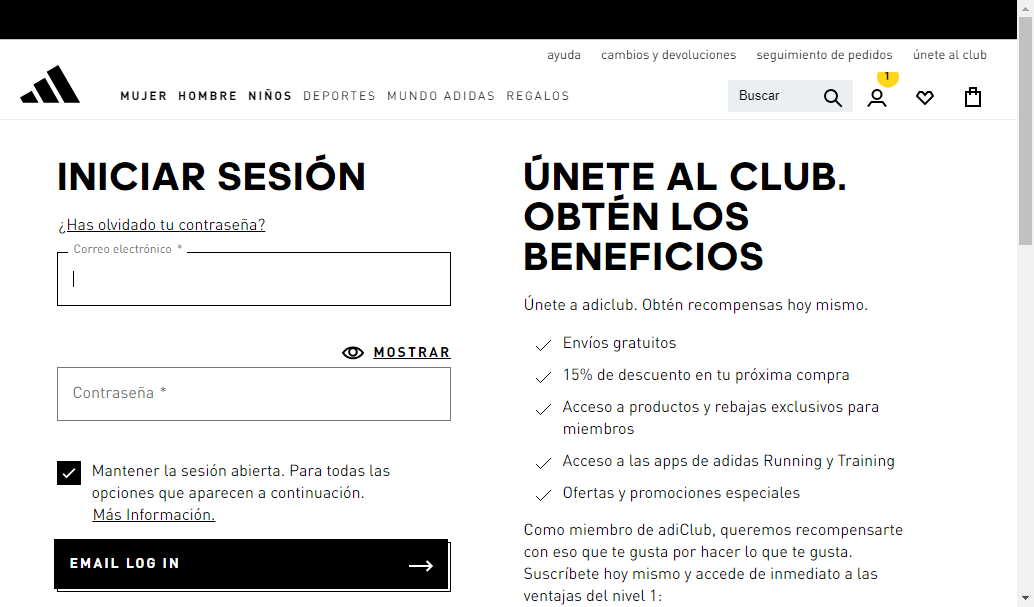 ayuda cambios y devoluciones seguimiento de pedidos únete al club
1
MUJER HOMBRE NIÑOS DEPORTES MUNDO ADIDAS REGALOS
Buscar
INICIAR SESIÓN
¿Has olvidado tu contraseña?
Correo electrónico *
MOSTRAR
Contraseña *
Mantener la sesión abierta. Para todas las
opciones que aparecen a continuación.
Más Información.
EMAIL LOG IN
ÚNETE AL CLUB.
OBTÉN LOS
BENEFICIOS
Únete a adiclub. Obtén recompensas hoy mismo.
Envíos gratuitos
15% de descuento en tu próxima compra
Acceso a productos y rebajas exclusivos para
miembros
Acceso a las apps de adidas Running y Training
Ofertas y promociones especiales
Como miembro de adiClub, queremos recompensarte
con eso que te gusta por hacer lo que te gusta.
Suscríbete hoy mismo y accede de inmediato a las
ventajas del nivel 1: